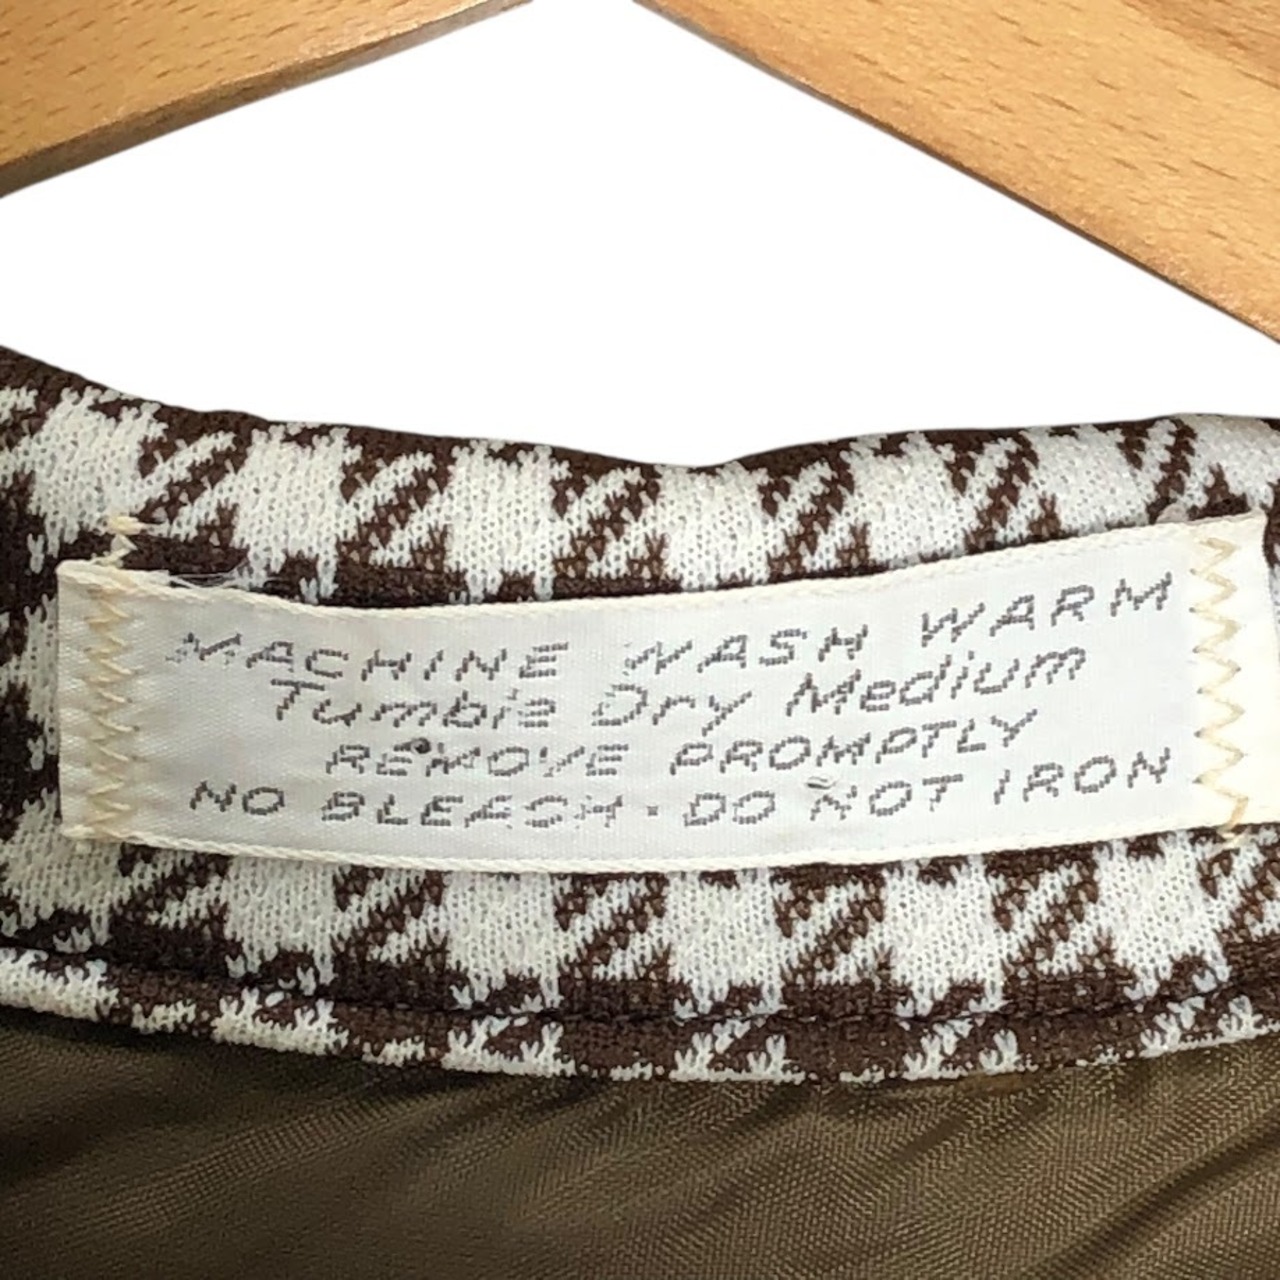 MACHINE WASH WARM
Tumble Dry Medium
REMOVE PROMPTLY
NO BLEACH · DO NOT IRON